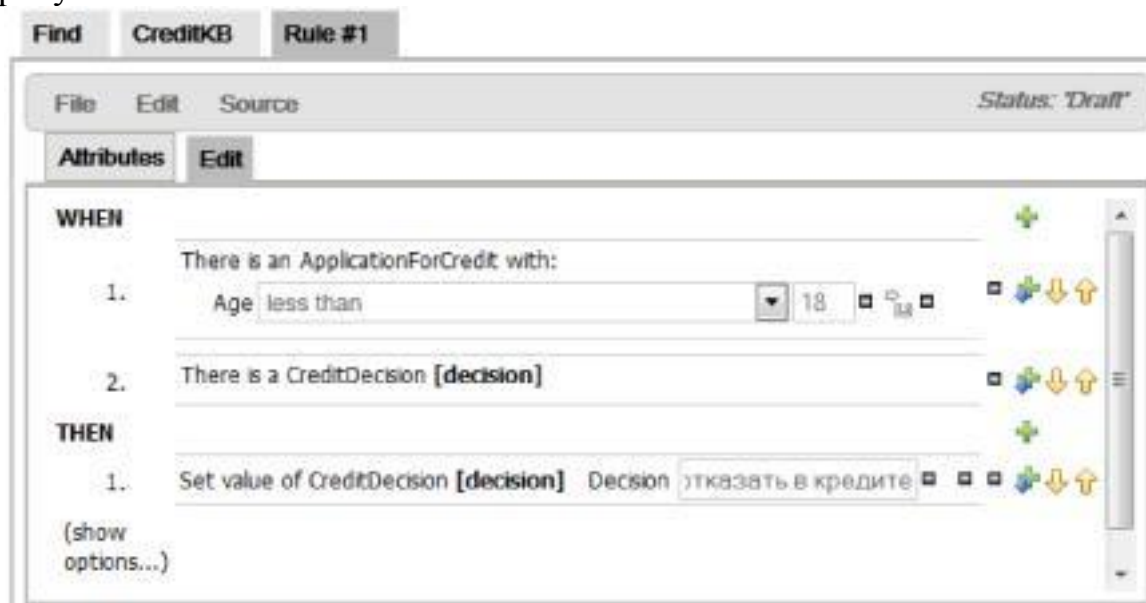 Find CreditKB Rule #1
File Edit Source Status: "Draft"
Attributes Edit
WHEN
There is an ApplicationForCredit with:
1.
Age less than 18
2. There is a CreditDecision [decision]
THEN
1. Set value of CreditDecision [decision] Decision отказать в кредите
(show
options...)